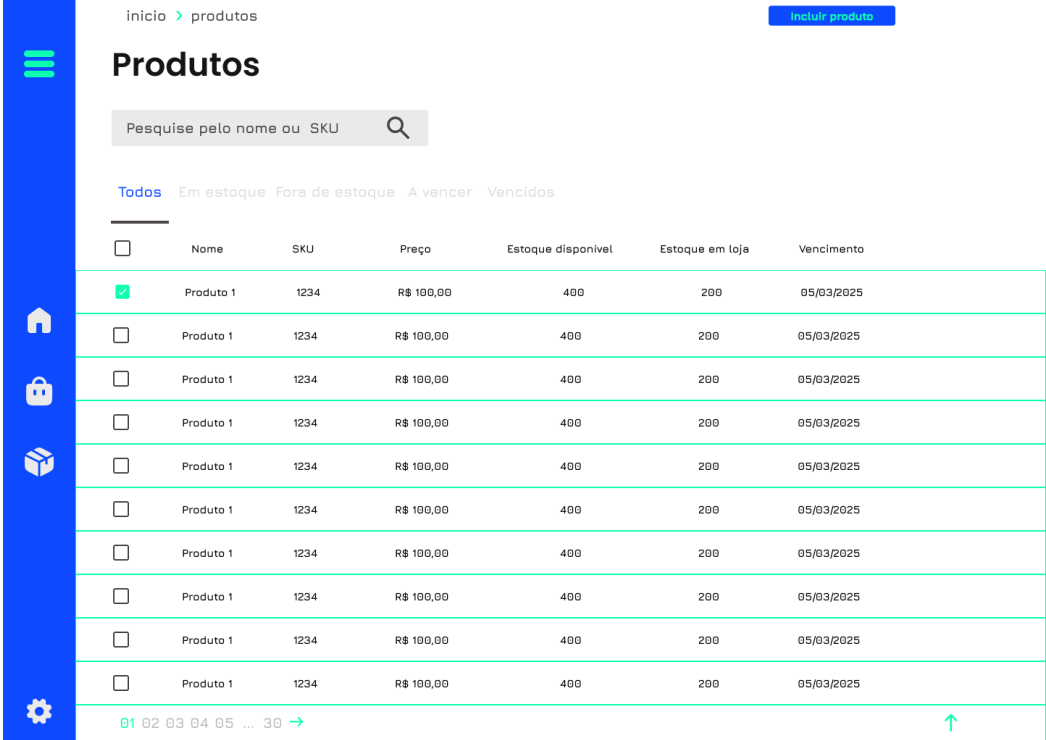 inicio > produtos Incluir produto
Produtos
Pesquise pelo nome ou SKU
Todos Em estoque Fora de estoque A vencer Vencidos
Nome SKU Preço Estoque disponível Estoque em loja Vencimento
Produto 1 1234 R$ 100,00 400 200 05/03/2025
Produto 1 1234 R$ 100,00 400 200 05/03/2025
Produto 1 1234 R$ 100,00 400 200 05/03/2025
Produto 1 1234 R$ 100,00 400 200 05/03/2025
Produto 1 1234 R$ 100,00 400 200 05/03/2025
Produto 1 1234 R$ 100,00 400 200 05/03/2025
Produto 1 1234 R$ 100,00 400 200 05/03/2025
Produto 1 1234 R$ 100,00 400 200 05/03/2025
Produto 1 1234 R$ 100,00 400 200 05/03/2025
Produto 1 1234 R$ 100,00 400 200 05/03/2025
01 02 03 04 05 ... 30 → ↑